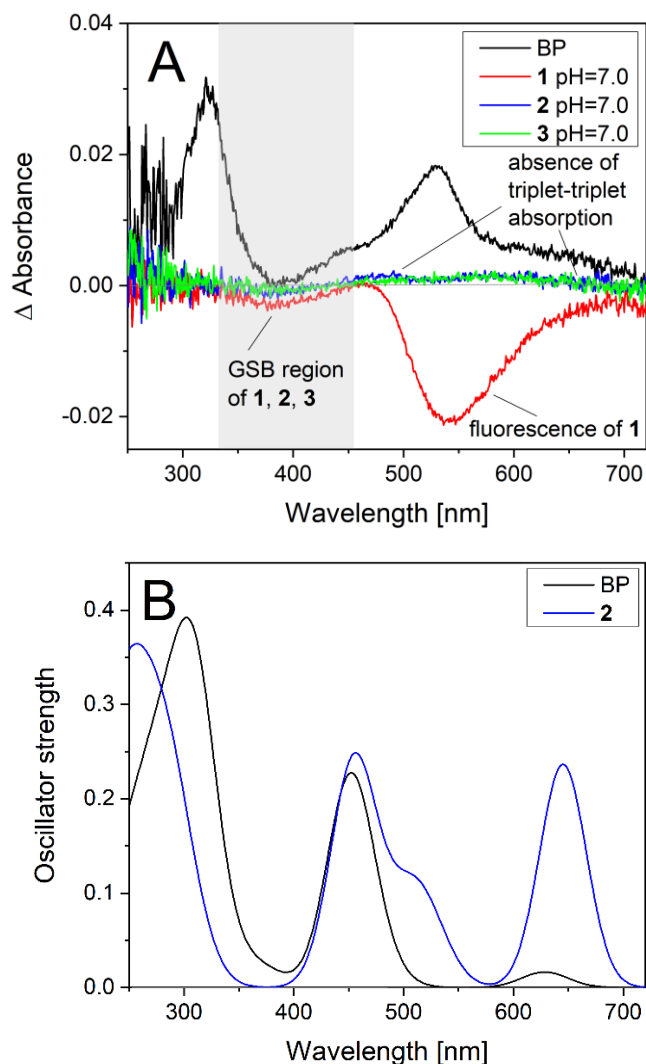 A
BP
1 pH=7.0
2 pH=7.0
3 pH=7.0
absence of
triplet-triplet
absorption
GSB region
of 1, 2, 3
fluorescence of 1
0.04
0.02
0.00
-0.02
Δ Absorbance
300 400 500 600 700
Wavelength [nm]
B
BP
2
0.4
0.3
0.2
0.1
0.0
Oscillator strength
300 400 500 600 700
Wavelength [nm]